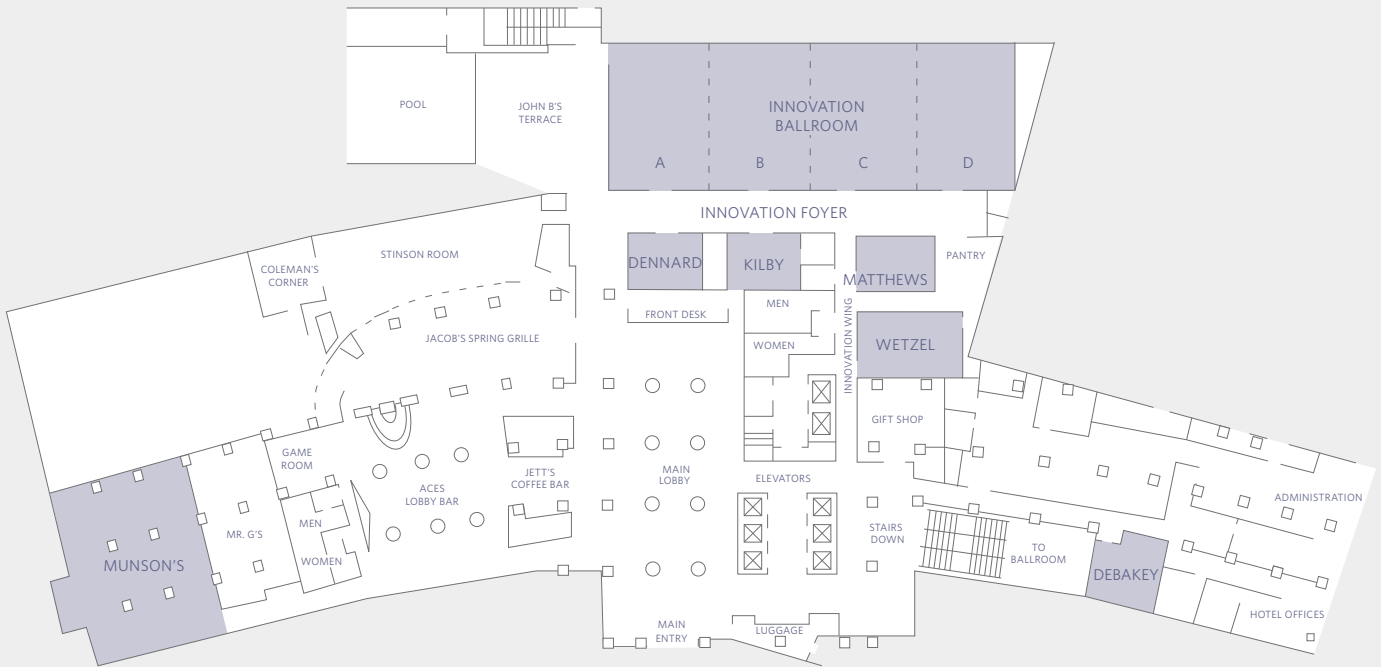 POOL
JOHN B'S
TERRACE
INNOVATION
BALLROOM
A
B
C
D
INNOVATION FOYER
STINSON ROOM
COLEMAN'S
CORNER
DENNARD
KILBY
MATTHEWS
PANTRY
FRONT DESK
MEN
WOMEN
INNOVATION WING
WETZEL
JACOB'S SPRING GRILLE
GIFT SHOP
GAME
ROOM
ACES
LOBBY BAR
JETT'S
COFFEE BAR
MAIN
LOBBY
ELEVATORS
ADMINISTRATION
MR. G'S
MEN
WOMEN
STAIRS
DOWN
TO
BALLROOM
MUNSON'S
DEBAKEY
MAIN
ENTRY
LUGGAGE
HOTEL OFFICES